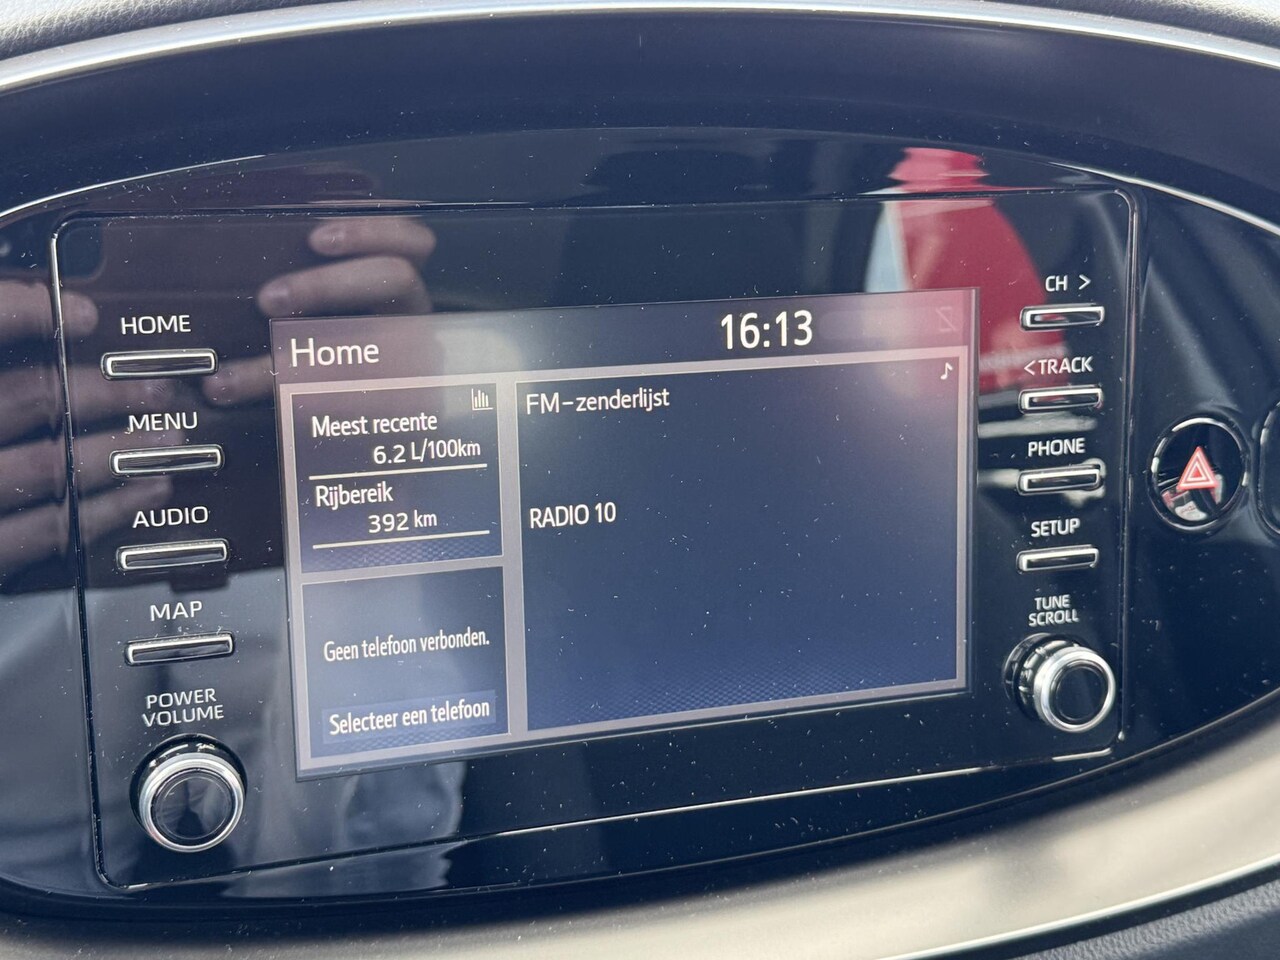 HOME
MENU
AUDIO
MAP
POWER
VOLUME
Home
16:13
Meest recente
6.2 L/100km
Rijbereik
392 km
Geen telefoon verbonden.
Selecteer een telefoon
FM-zenderlijst
RADIO 10
CH >
<TRACK
PHONE
SETUP
TUNE
SCROLL